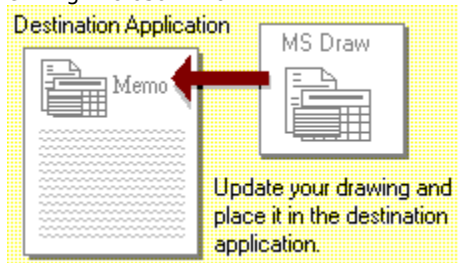 Destination Application
MS Draw
Memo
Update your drawing and
place it in the destination
application.